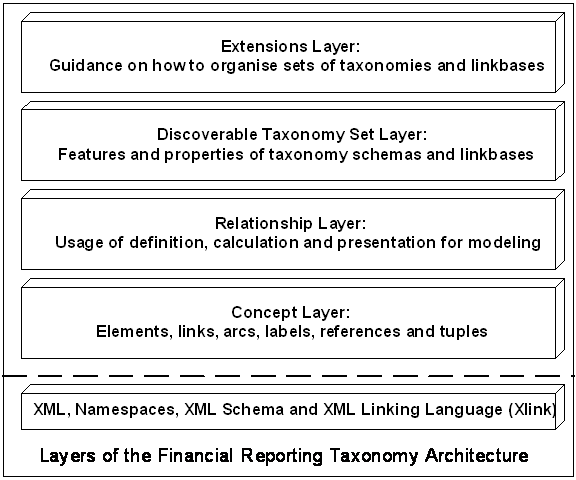 Extensions Layer:
Guidance on how to organise sets of taxonomies and linkbases
Discoverable Taxonomy Set Layer:
Features and properties of taxonomy schemas and linkbases
Relationship Layer:
Usage of definition, calculation and presentation for modeling
Concept Layer:
Elements, links, arcs, labels, references and tuples
XML, Namespaces, XML Schema and XML Linking Language (Xlink)
Layers of the Financial Reporting Taxonomy Architecture